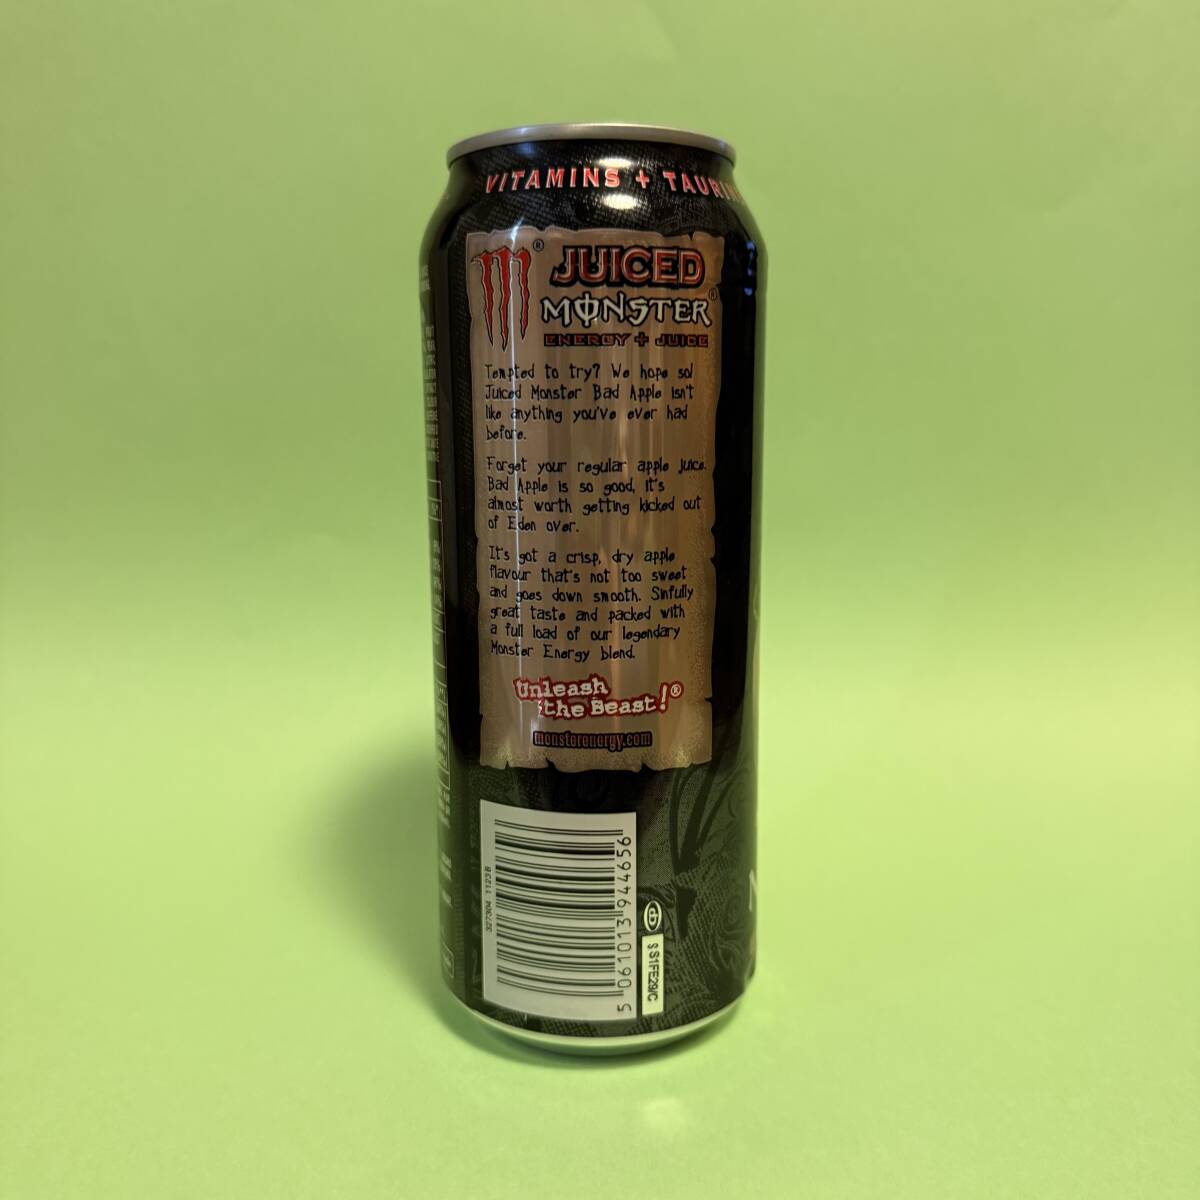 VITAMINS + TAURIN
® JUICED
MONSTER®
ENERGY + JUICE
Tempted to try? We hope so!
Juiced Monster Bad Apple isn't
like anything you've ever had
before.
Forget your regular apple juice.
Bad Apple is so good, it's
almost worth getting kicked out
of Eden over.
It's got a crisp, dry apple
flavour that's not too sweet
and goes down smooth. Sinfully
great taste and packed with
a full load of our legendary
Monster Energy blend.
Unleash
the Beast!®
monsterenergy.com
5 061013 944656
S S1FE29/C